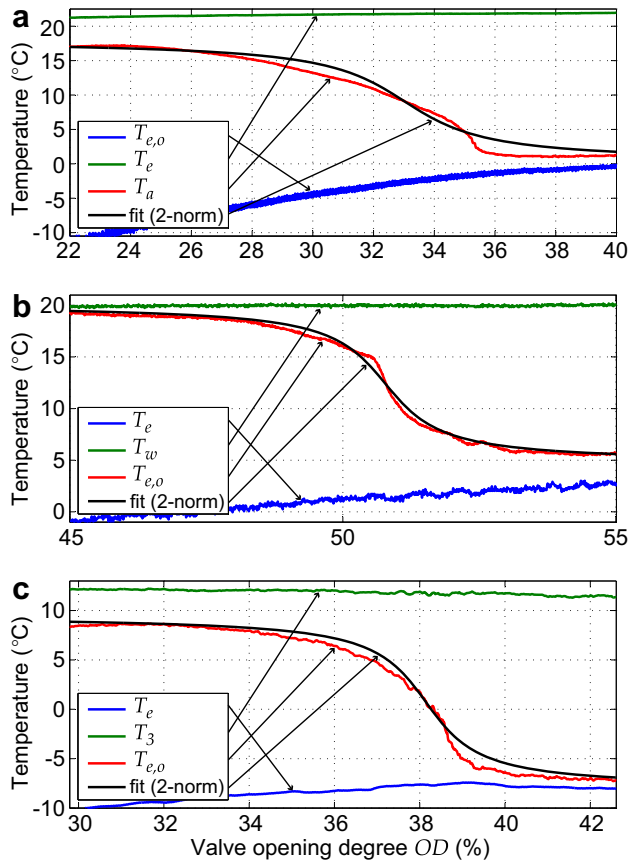 a
Temperature (°C)
20
15
10
5
0
-5
-10
T_{e,o}
T_e
T_a
fit (2-norm)
22 24 26 28 30 32 34 36 38 40
b
Temperature (°C)
20
15
10
5
0
T_e
T_w
T_{e,o}
fit (2-norm)
45 50 55
c
Temperature (°C)
10
5
0
-5
-10
T_e
T_3
T_{e,o}
fit (2-norm)
30 32 34 36 38 40 42
Valve opening degree OD (%)